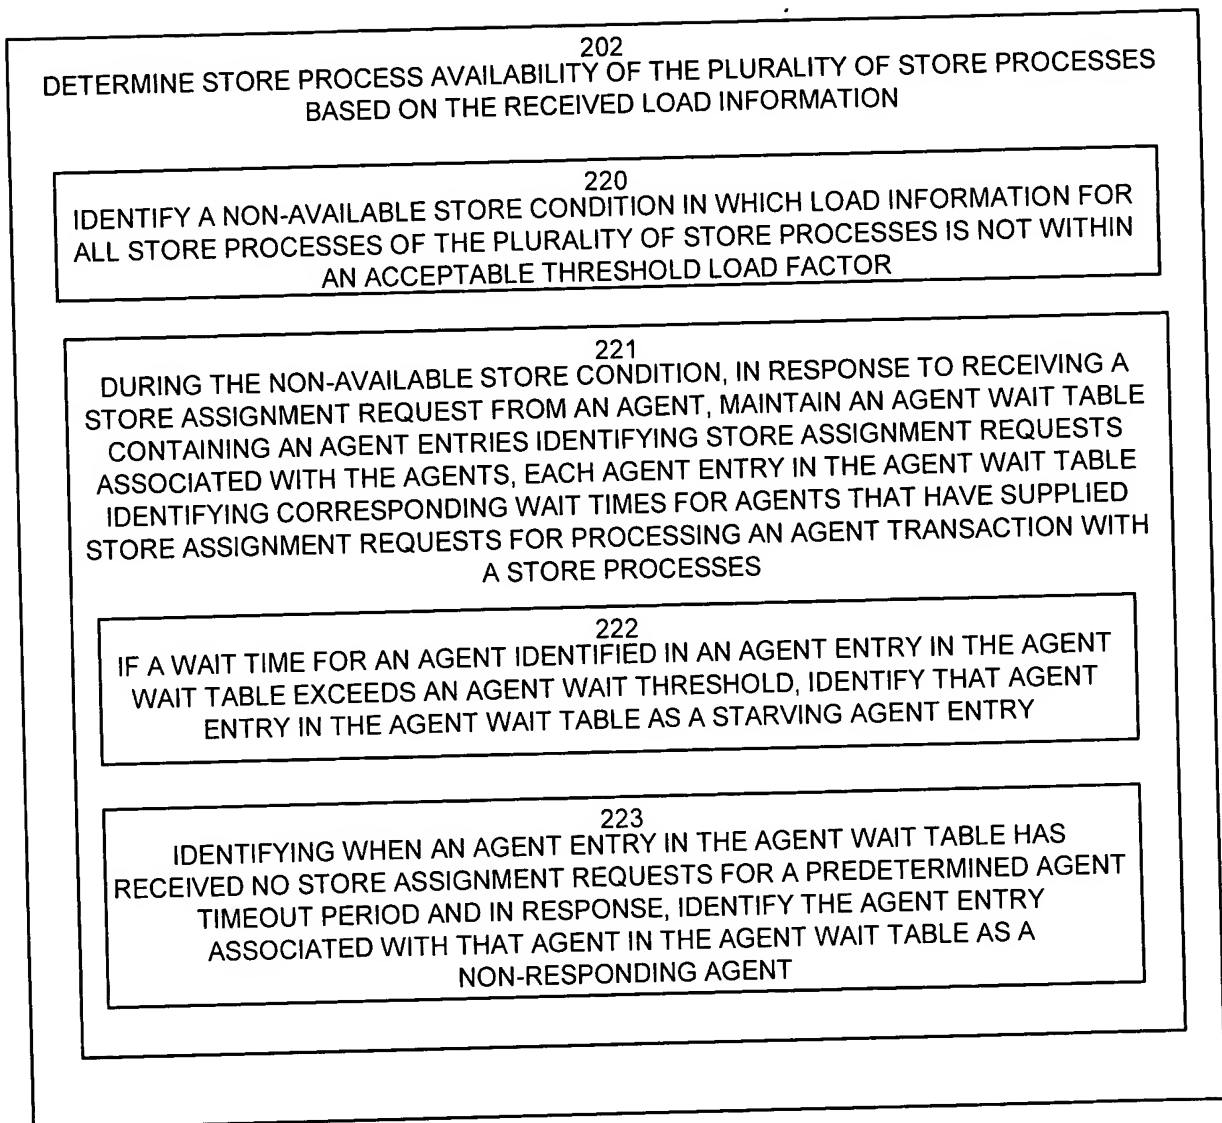 202
DETERMINE STORE PROCESS AVAILABILITY OF THE PLURALITY OF STORE PROCESSES
BASED ON THE RECEIVED LOAD INFORMATION
220
IDENTIFY A NON-AVAILABLE STORE CONDITION IN WHICH LOAD INFORMATION FOR
ALL STORE PROCESSES OF THE PLURALITY OF STORE PROCESSES IS NOT WITHIN
AN ACCEPTABLE THRESHOLD LOAD FACTOR
221
DURING THE NON-AVAILABLE STORE CONDITION, IN RESPONSE TO RECEIVING A
STORE ASSIGNMENT REQUEST FROM AN AGENT, MAINTAIN AN AGENT WAIT TABLE
CONTAINING AN AGENT ENTRIES IDENTIFYING STORE ASSIGNMENT REQUESTS
ASSOCIATED WITH THE AGENTS, EACH AGENT ENTRY IN THE AGENT WAIT TABLE
IDENTIFYING CORRESPONDING WAIT TIMES FOR AGENTS THAT HAVE SUPPLIED
STORE ASSIGNMENT REQUESTS FOR PROCESSING AN AGENT TRANSACTION WITH
A STORE PROCESSES
222
IF A WAIT TIME FOR AN AGENT IDENTIFIED IN AN AGENT ENTRY IN THE AGENT
WAIT TABLE EXCEEDS AN AGENT WAIT THRESHOLD, IDENTIFY THAT AGENT
ENTRY IN THE AGENT WAIT TABLE AS A STARVING AGENT ENTRY
223
IDENTIFYING WHEN AN AGENT ENTRY IN THE AGENT WAIT TABLE HAS
RECEIVED NO STORE ASSIGNMENT REQUESTS FOR A PREDETERMINED AGENT
TIMEOUT PERIOD AND IN RESPONSE, IDENTIFY THE AGENT ENTRY
ASSOCIATED WITH THAT AGENT IN THE AGENT WAIT TABLE AS A
NON-RESPONDING AGENT